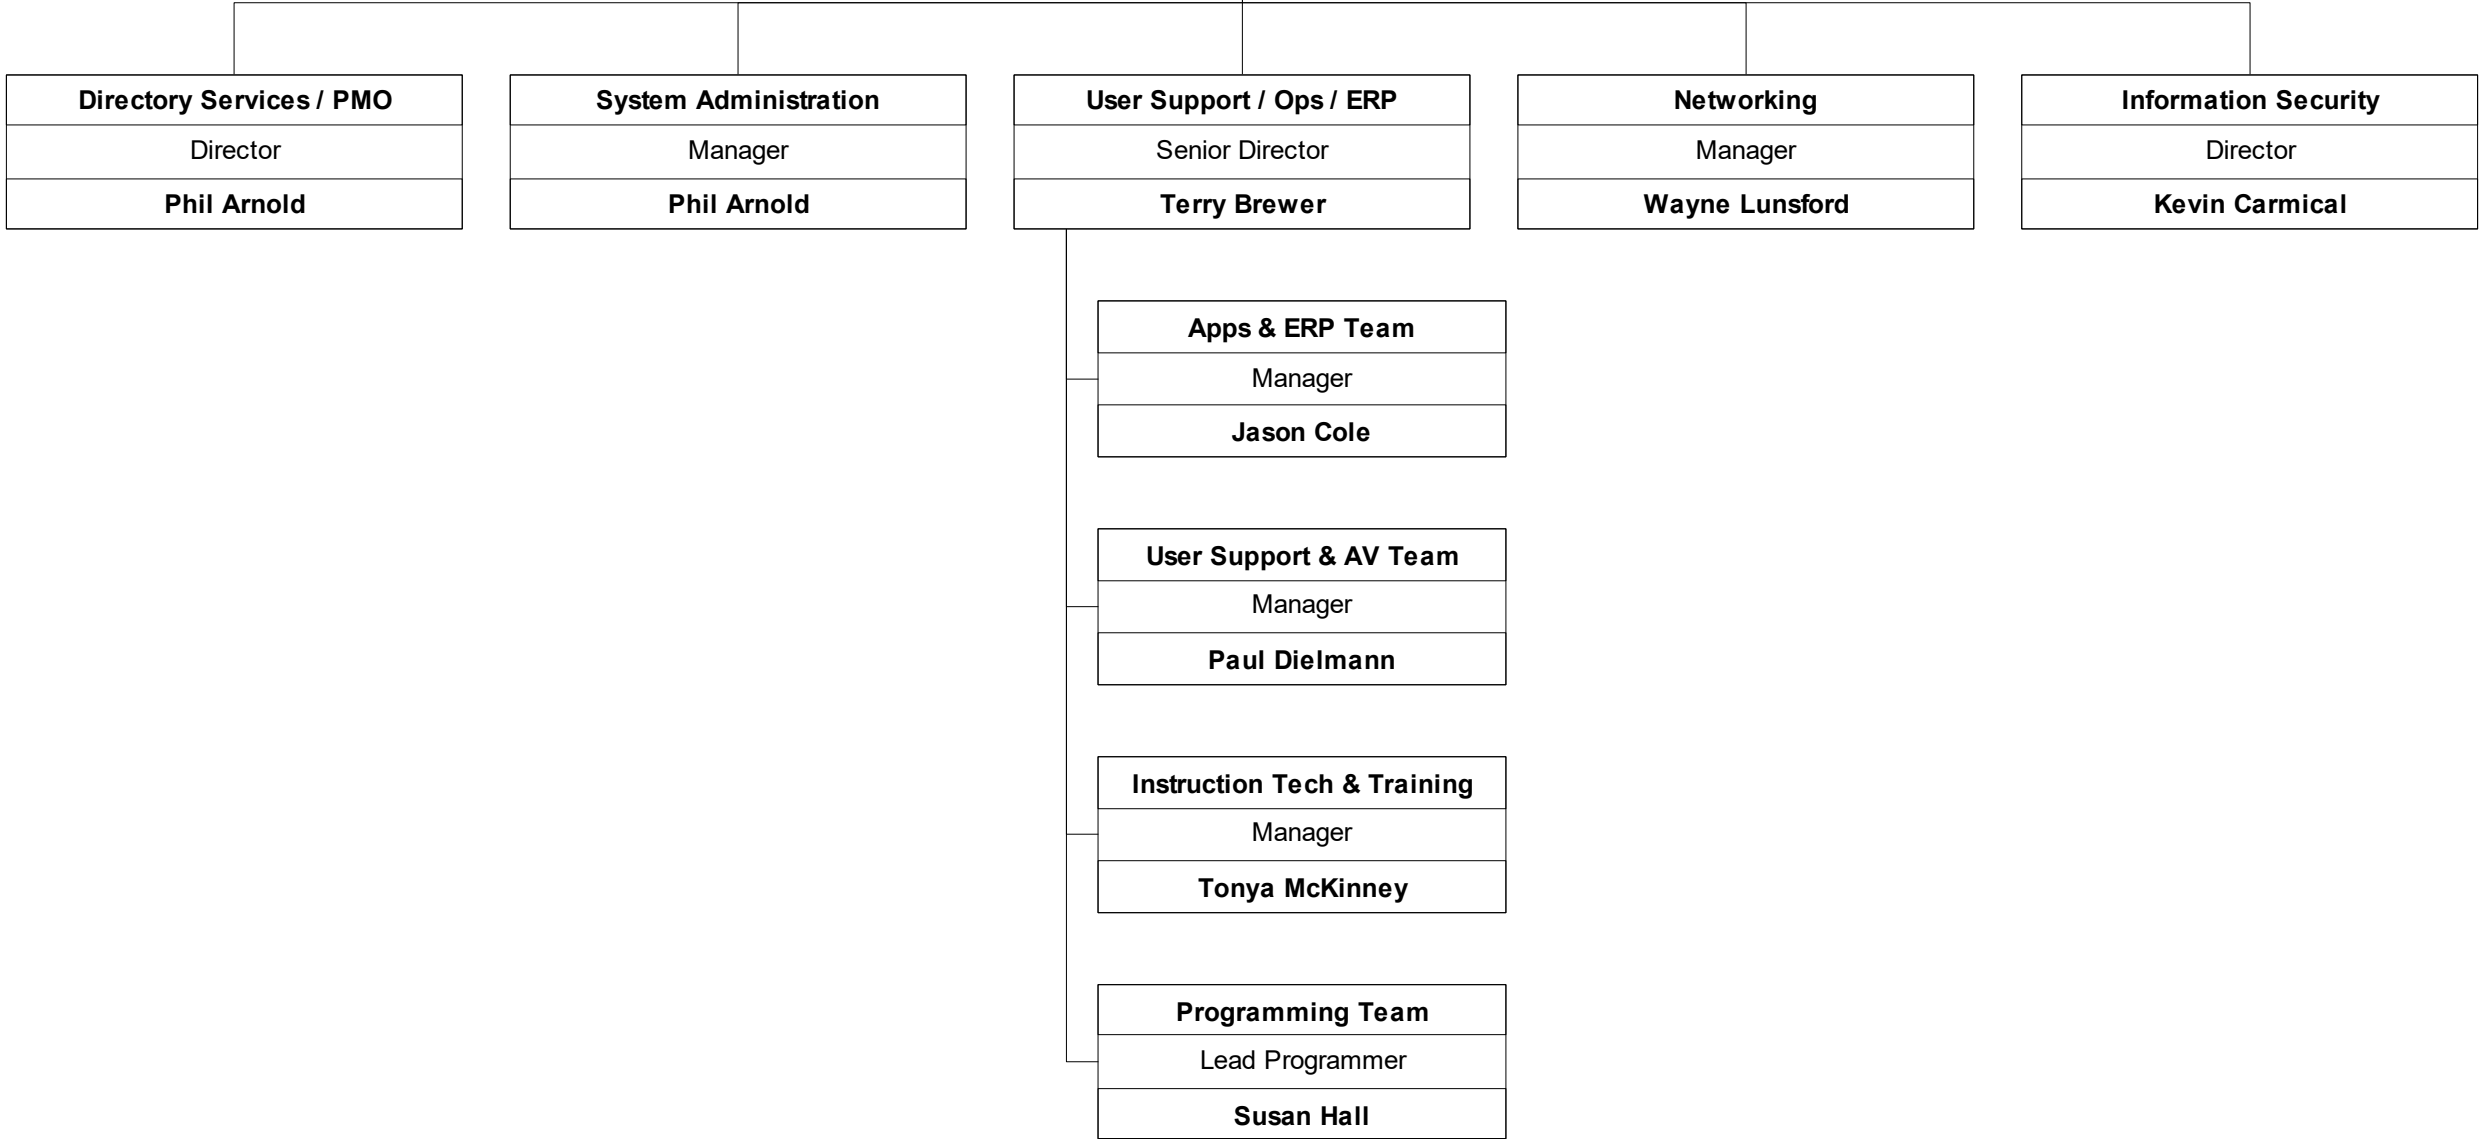 Directory Services / PMO
Director
Phil Arnold
System Administration
Manager
Phil Arnold
User Support / Ops / ERP
Senior Director
Terry Brewer
Networking
Manager
Wayne Lunsford
Information Security
Director
Kevin Carmical
Apps & ERP Team
Manager
Jason Cole
User Support & AV Team
Manager
Paul Dielmann
Instruction Tech & Training
Manager
Tonya McKinney
Programming Team
Lead Programmer
Susan Hall